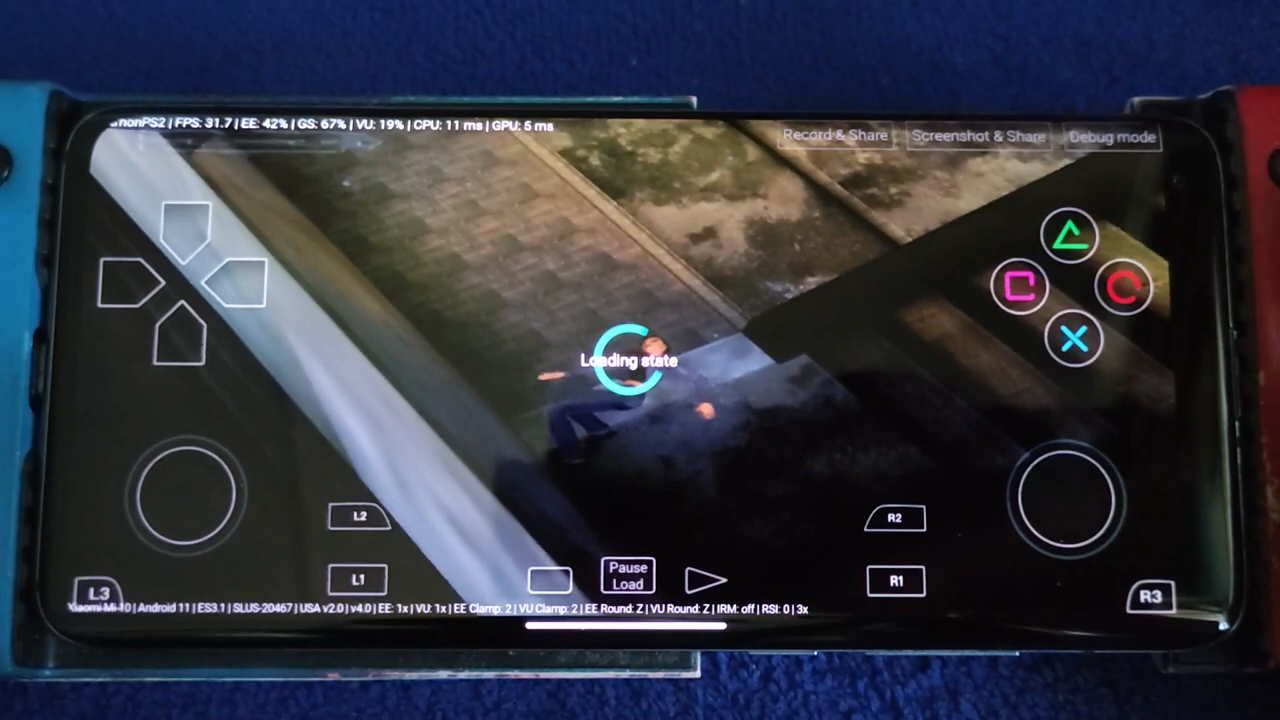 monPS2 | FPS: 31.7 | EE: 42% | GS: 67% | VU: 19% | CPU: 11 ms | GPU: 5 ms
Record & Share
Screenshot & Share
Debug mode
Loading state
L2
R2
Pause
Load
L1
R1
L3
R3
Xiaomi Mi 10 | Android 11 | ES3.1 | SLUS-20467 | USA v2.0 | v4.0 | EE: 1x | VU: 1x | EE Clamp: 2 | VU Clamp: 2 | EE Round: Z | VU Round: Z | IRM: off | RSI: 0 | 3x